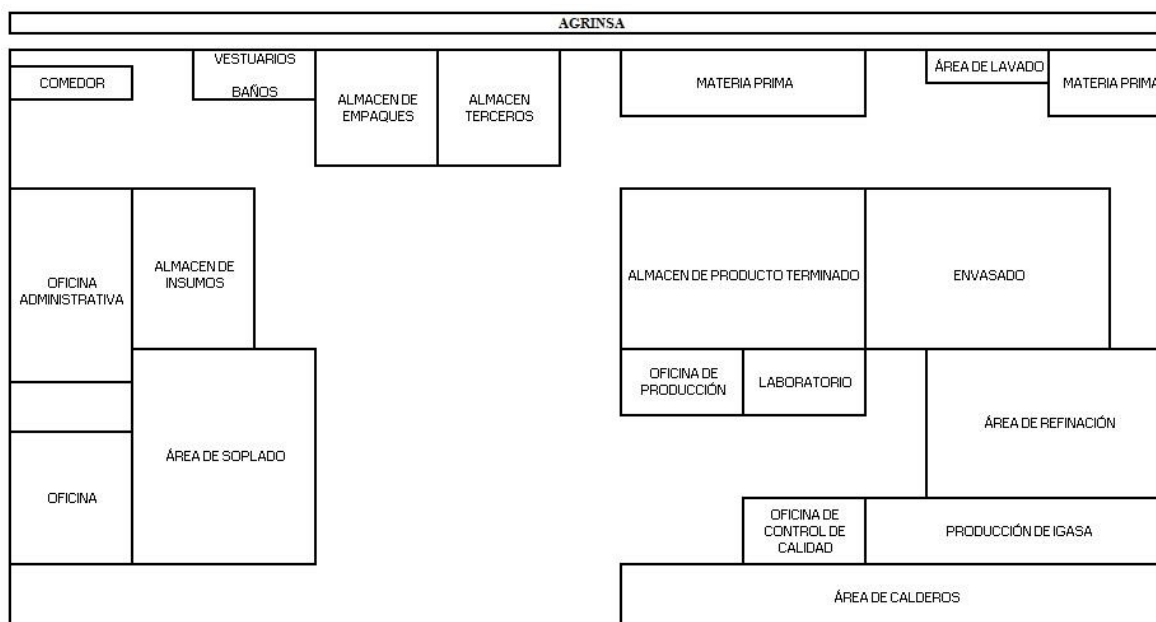 AGRINSA
COMEDOR
VESTUARIOS
BAÑOS
ALMACEN DE
EMPAQUES
ALMACEN
TERCEROS
MATERIA PRIMA
ÁREA DE LAVADO
MATERIA PRIMA
OFICINA
ADMINISTRATIVA
ALMACEN DE
INSUMOS
ALMACEN DE PRODUCTO TERMINADO
ENVASADO
OFICINA DE
PRODUCCIÓN
LABORATORIO
ÁREA DE REFINACIÓN
ÁREA DE SOPLADO
OFICINA
OFICINA DE
CONTROL DE
CALIDAD
PRODUCCIÓN DE IGASA
ÁREA DE CALDEROS